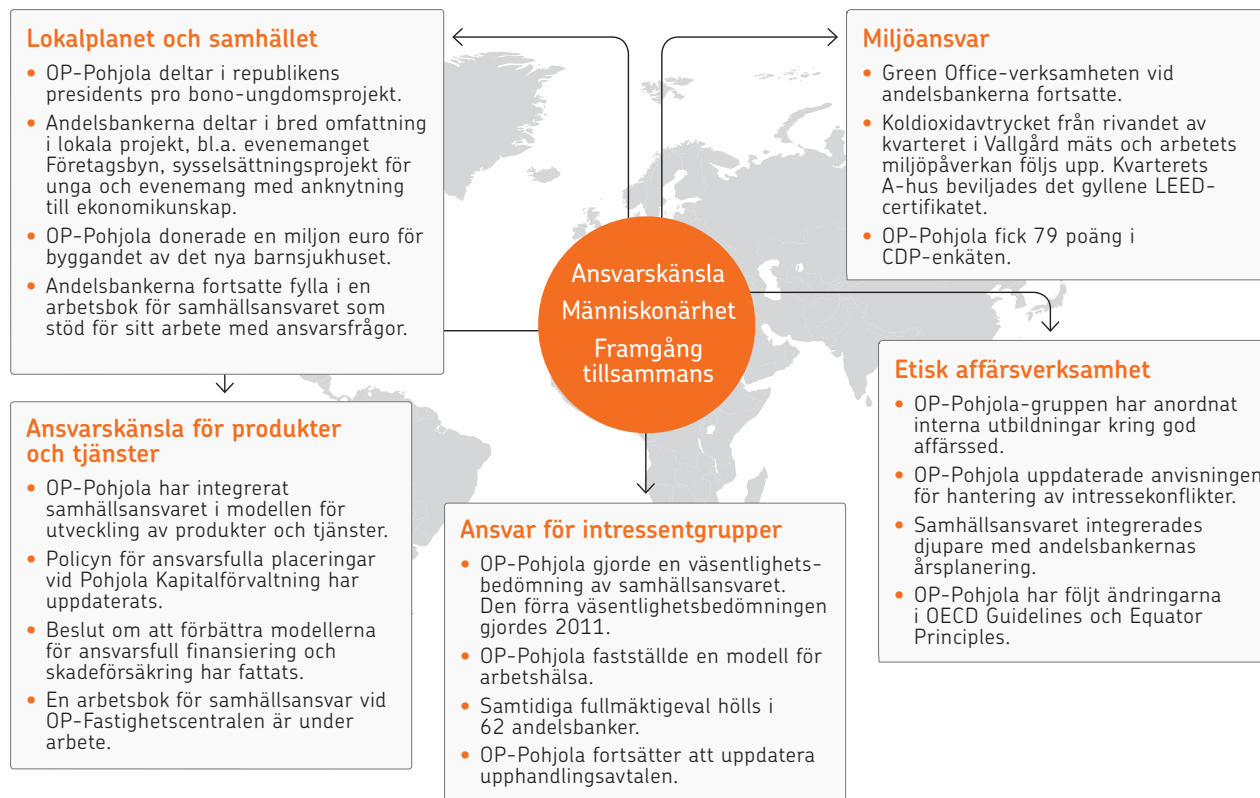 Lokalplanet och samhället
• OP-Pohjola deltar i republikens
presidents pro bono-ungdomsprojekt.
• Andelsbankerna deltar i bred omfattning
i lokala projekt, bl.a. evenemanget
Företagsbyn, sysselsättningsprojekt för
unga och evenemang med anknytning
till ekonomikunskap.
• OP-Pohjola donerade en miljon euro för
byggandet av det nya barnsjukhuset.
• Andelsbankerna fortsatte fylla i en
arbetsbok för samhällsansvaret som
stöd för sitt arbete med ansvarsfrågor.
Miljöansvar
• Green Office-verksamheten vid
andelsbankerna fortsatte.
• Koldioxidavtrycket från rivandet av
kvarteret i Vallgård mäts och arbetets
miljöpåverkan följs upp. Kvarterets
A-hus beviljades det gyllene LEED-
certifikatet.
• OP-Pohjola fick 79 poäng i
CDP-enkäten.
Ansvarskänsla
Människonärhet
Framgång
tillsammans
Ansvarskänsla för produkter
och tjänster
• OP-Pohjola har integrerat
samhällsansvaret i modellen för
utveckling av produkter och tjänster.
• Policyn för ansvarsfulla placeringar
vid Pohjola Kapitalförvaltning har
uppdaterats.
• Beslut om att förbättra modellerna
för ansvarsfull finansiering och
skadeförsäkring har fattats.
• En arbetsbok för samhällsansvar vid
OP-Fastighetscentralen är under
arbete.
Ansvar för intressentgrupper
• OP-Pohjola gjorde en väsentlighets-
bedömning av samhällsansvaret.
Den förra väsentlighetsbedömningen
gjordes 2011.
• OP-Pohjola fastställde en modell för
arbetshälsa.
• Samtidiga fullmäktigeval hölls i
62 andelsbanker.
• OP-Pohjola fortsätter att uppdatera
upphandlingsavtalen.
Etisk affärsverksamhet
• OP-Pohjola-gruppen har anordnat
interna utbildningar kring god
affärssed.
• OP-Pohjola uppdaterade anvisningen
för hantering av intressekonflikter.
• Samhällsansvaret integrerades
djupare med andelsbankernas
årsplanering.
• OP-Pohjola har följt ändringarna
i OECD Guidelines och Equator
Principles.